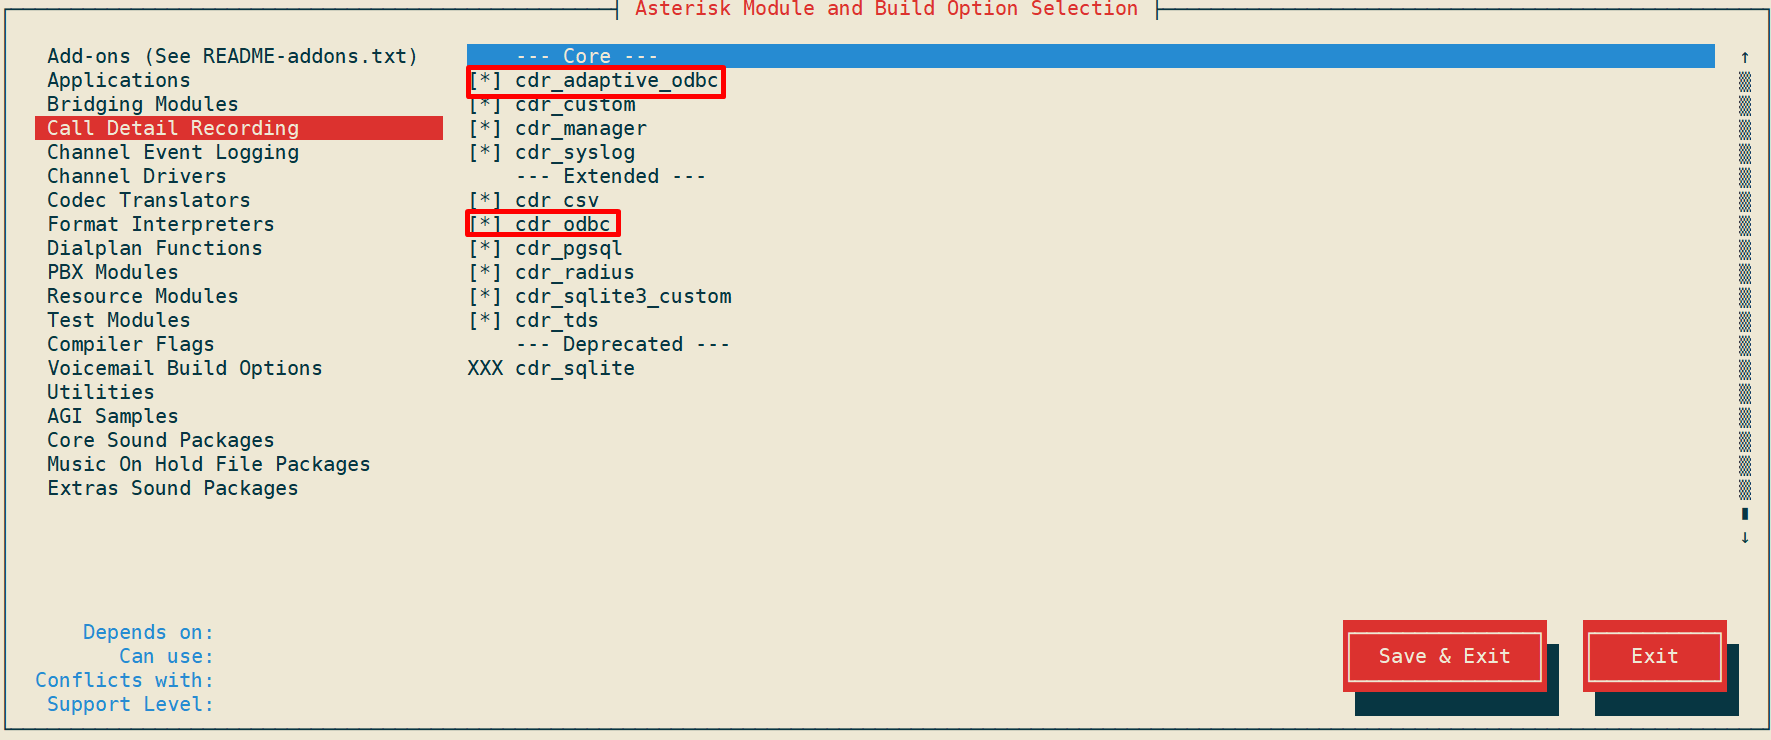 Asterisk Module and Build Option Selection
Add-ons (See README-addons.txt)
Applications
Bridging Modules
Call Detail Recording
Channel Event Logging
Channel Drivers
Codec Translators
Format Interpreters
Dialplan Functions
PBX Modules
Resource Modules
Test Modules
Compiler Flags
Voicemail Build Options
Utilities
AGI Samples
Core Sound Packages
Music On Hold File Packages
Extras Sound Packages
--- Core ---
[*] cdr_adaptive_odbc
[*] cdr_custom
[*] cdr_manager
[*] cdr_syslog
--- Extended ---
[*] cdr_csv
[*] cdr_odbc
[*] cdr_pgsql
[*] cdr_radius
[*] cdr_sqlite3_custom
[*] cdr_tds
--- Deprecated ---
XXX cdr_sqlite
Depends on:
Can use:
Conflicts with:
Support Level:
Save & Exit
Exit